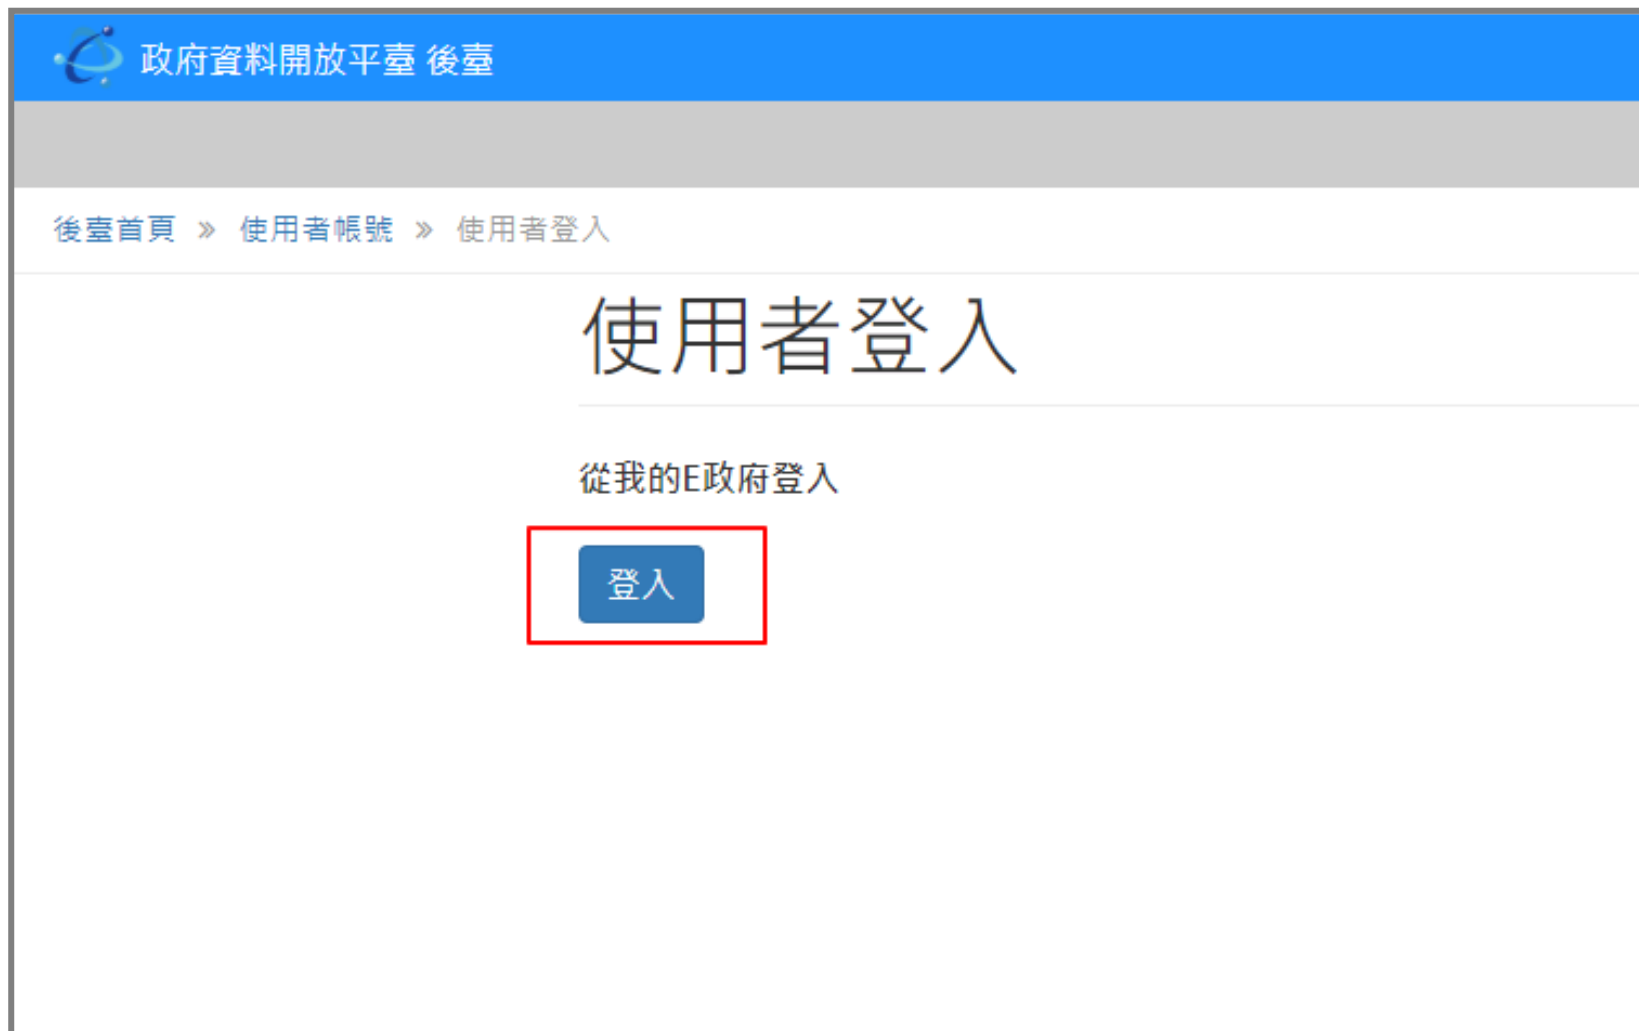 政府資料開放平臺 後臺
後臺首頁 » 使用者帳號 » 使用者登入
使用者登入
從我的E政府登入
登入